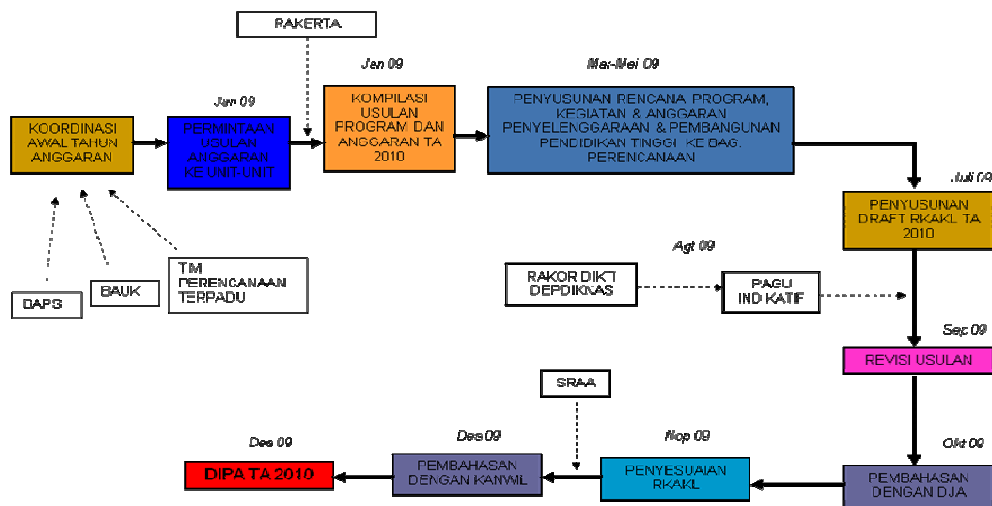 RAKERTA
Jan 09
Jan 09
Mar-Mei 09
KOORDINASI
AWAL TAHUN
ANGGARAN
PERMINTAAN
USULAN
ANGGARAN
KE UNIT-UNIT
KOMPILASI
USULAN
PROGRAM DAN
ANGGARAN TA
2010
PENYUSUNAN RENCANA PROGRAM,
KEGIATAN & ANGGARAN
PENYELENGGARAAN & PEMBANGUNAN
PENDIDIKAN TINGGI KE BAG.
PERENCANAAN
Juli 09
PENYUSUNAN
DRAFT RKAKL TA
2010
BAPSI
BAUK
TIM
PERENCANAAN
TERPADU
Agt 09
RAKOR DIKTI
DEPDIKNAS
PAGU
INDIKATIF
Sep 09
REVISI USULAN
SRAA
Okt 09
PEMBAHASAN
DENGAN DJA
Nop 09
PENYESUAIAN
RKAKL
Des 09
PEMBAHASAN
DENGAN KANWIL
Des 09
DIPA TA 2010